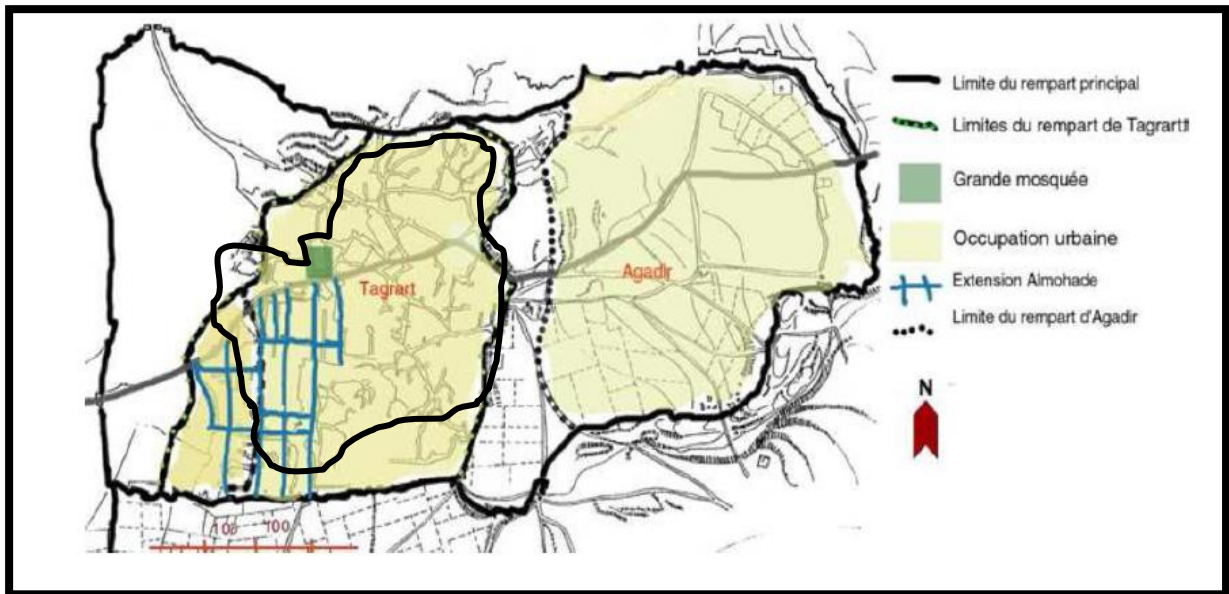 Limite du rempart principal
Limites du rempart de Tagrartlt
Grande mosquée
Occupation urbaine
Extension Almohade
Limite du rempart d'Agadir
N
Tagrart
Agadir
100 100